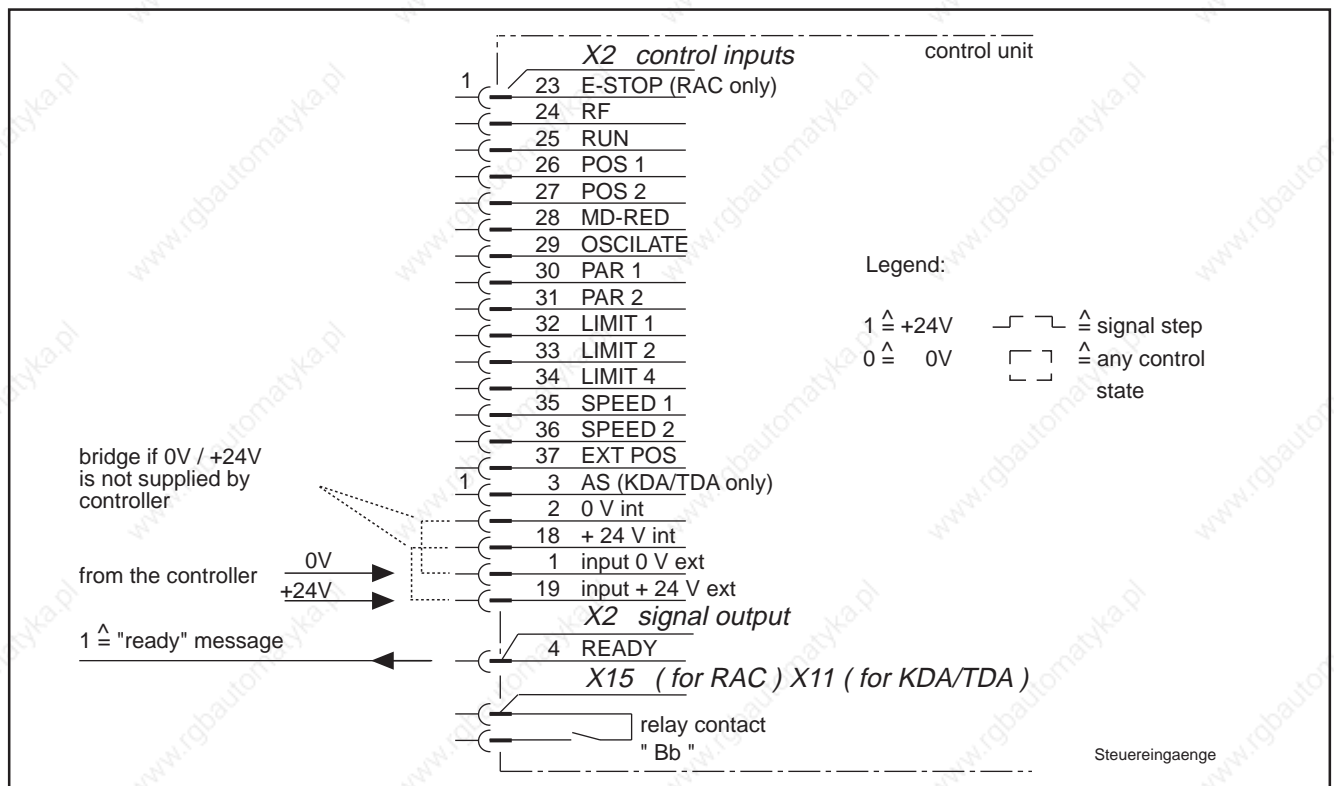 X2 control inputs
control unit
1
23 E-STOP (RAC only)
24 RF
25 RUN
26 POS 1
27 POS 2
28 MD-RED
29 OSCILATE
30 PAR 1
31 PAR 2
32 LIMIT 1
33 LIMIT 2
34 LIMIT 4
35 SPEED 1
36 SPEED 2
37 EXT POS
1
3 AS (KDA/TDA only)
2 0 V int
18 + 24 V int
1 input 0 V ext
19 input + 24 V ext
bridge if 0V / +24V
is not supplied by
controller
from the controller
0V
+24V
X2 signal output
1 ≙ "ready" message
4 READY
X15 ( for RAC ) X11 ( for KDA/TDA )
relay contact
" Bb "
Legend:
1 ≙ +24V
≙ signal step
0 ≙ 0V
≙ any control
state
Steuereingaenge
www.rgbautomatyka.pl